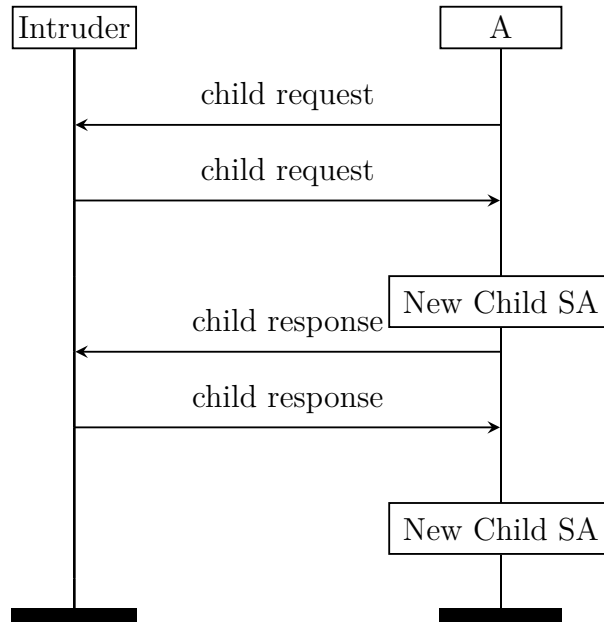 Intruder
A
child request
child request
New Child SA
child response
child response
New Child SA